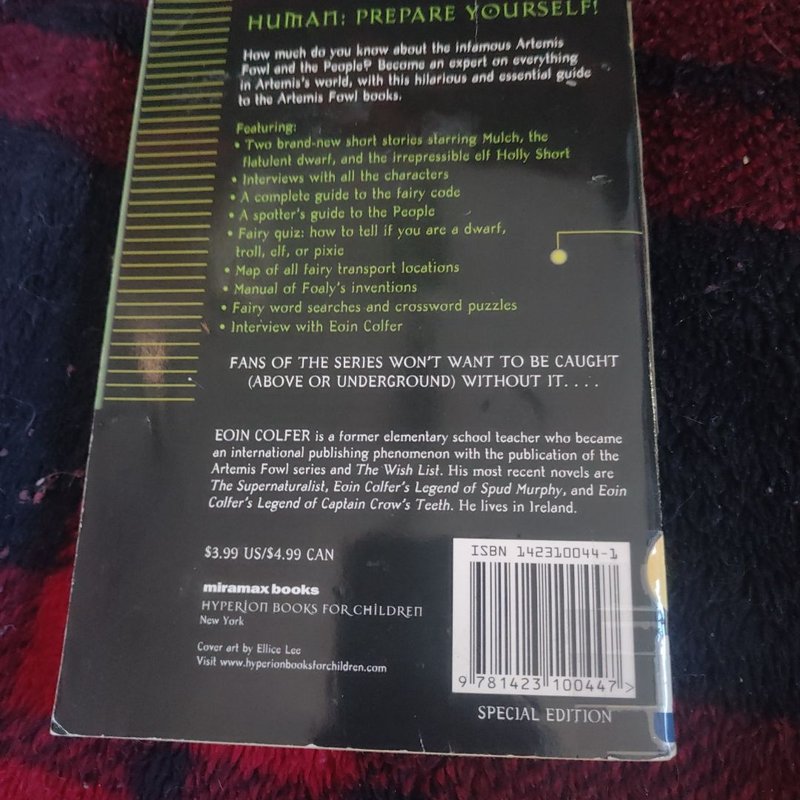 HUMAN: PREPARE YOURSELF!
How much do you know about the infamous Artemis
Fowl and the People? Become an expert on everything
in Artemis's world, with this hilarious and essential guide
to the Artemis Fowl books.
Featuring:
• Two brand-new short stories starring Mulch, the
flatulent dwarf, and the irrepressible elf Holly Short
• Interviews with all the characters
• A complete guide to the fairy code
• A spotter's guide to the People
• Fairy quiz: how to tell if you are a dwarf,
troll, elf, or pixie
• Map of all fairy transport locations
• Manual of Foaly's inventions
• Fairy word searches and crossword puzzles
• Interview with Eoin Colfer
FANS OF THE SERIES WON'T WANT TO BE CAUGHT
(ABOVE OR UNDERGROUND) WITHOUT IT. . . .
EOIN COLFER is a former elementary school teacher who became
an international publishing phenomenon with the publication of the
Artemis Fowl series and The Wish List. His most recent novels are
The Supernaturalist, Eoin Colfer's Legend of Spud Murphy, and Eoin
Colfer's Legend of Captain Crow's Teeth. He lives in Ireland.
$3.99 US/$4.99 CAN
miramax books
HYPERION BOOKS FOR CHILDREN
New York
Cover art by Ellice Lee
Visit www.hyperionbooksforchildren.com
ISBN 142310044-1
9 781423 100447 >
SPECIAL EDITION